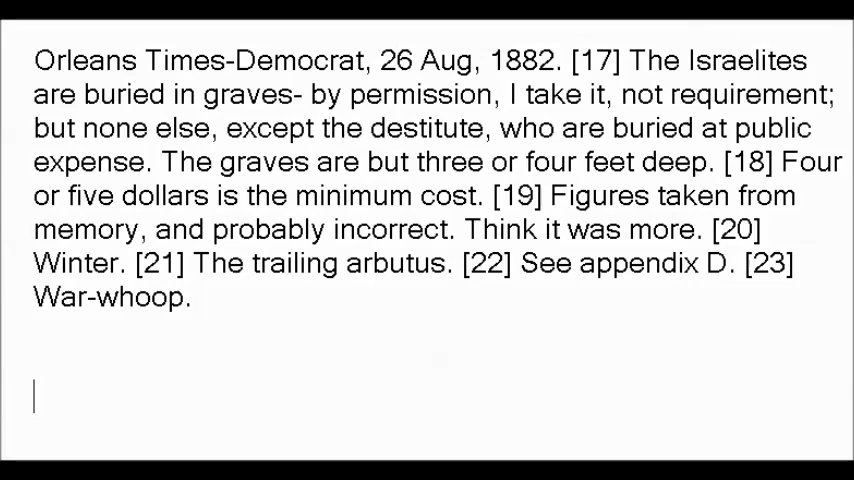 Orleans Times-Democrat, 26 Aug, 1882. [17] The Israelites
are buried in graves- by permission, I take it, not requirement;
but none else, except the destitute, who are buried at public
expense. The graves are but three or four feet deep. [18] Four
or five dollars is the minimum cost. [19] Figures taken from
memory, and probably incorrect. Think it was more. [20]
Winter. [21] The trailing arbutus. [22] See appendix D. [23]
War-whoop.